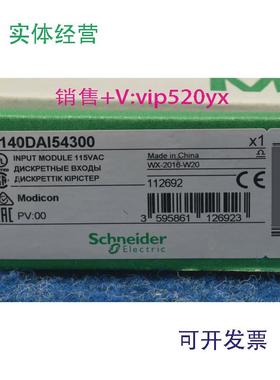 实体经营
销售+V:vip520yx
140DAI54300
x1
INPUT MODULE 115VAC
ДИСКРЕТНЫЕ ВХОДЫ
ДИСКРЕТТІК КІРІСТЕР
Made in China
WX-2016-W20
112692
Modicon
PV:00
3 595861 126923
Schneider
Electric
可开发票